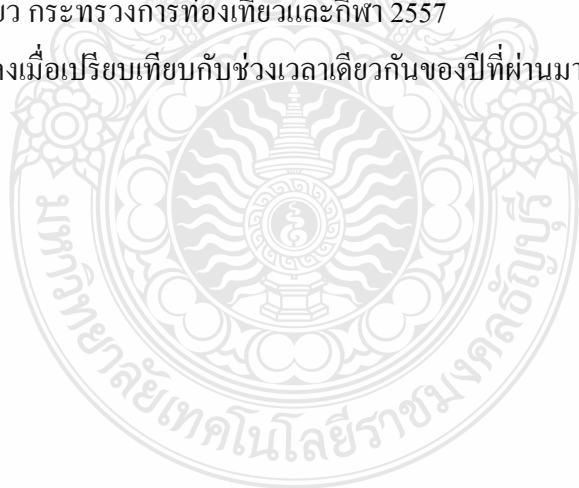 ยว กระทรวงการท่องเที่ยวและกีฬา 2557
งเมื่อเปรียบเทียบกับช่วงเวลาเดียวกันของปีที่ผ่านมา
มหาวิทยาลัยเทคโนโลยีราชมงคลธัญบุรี